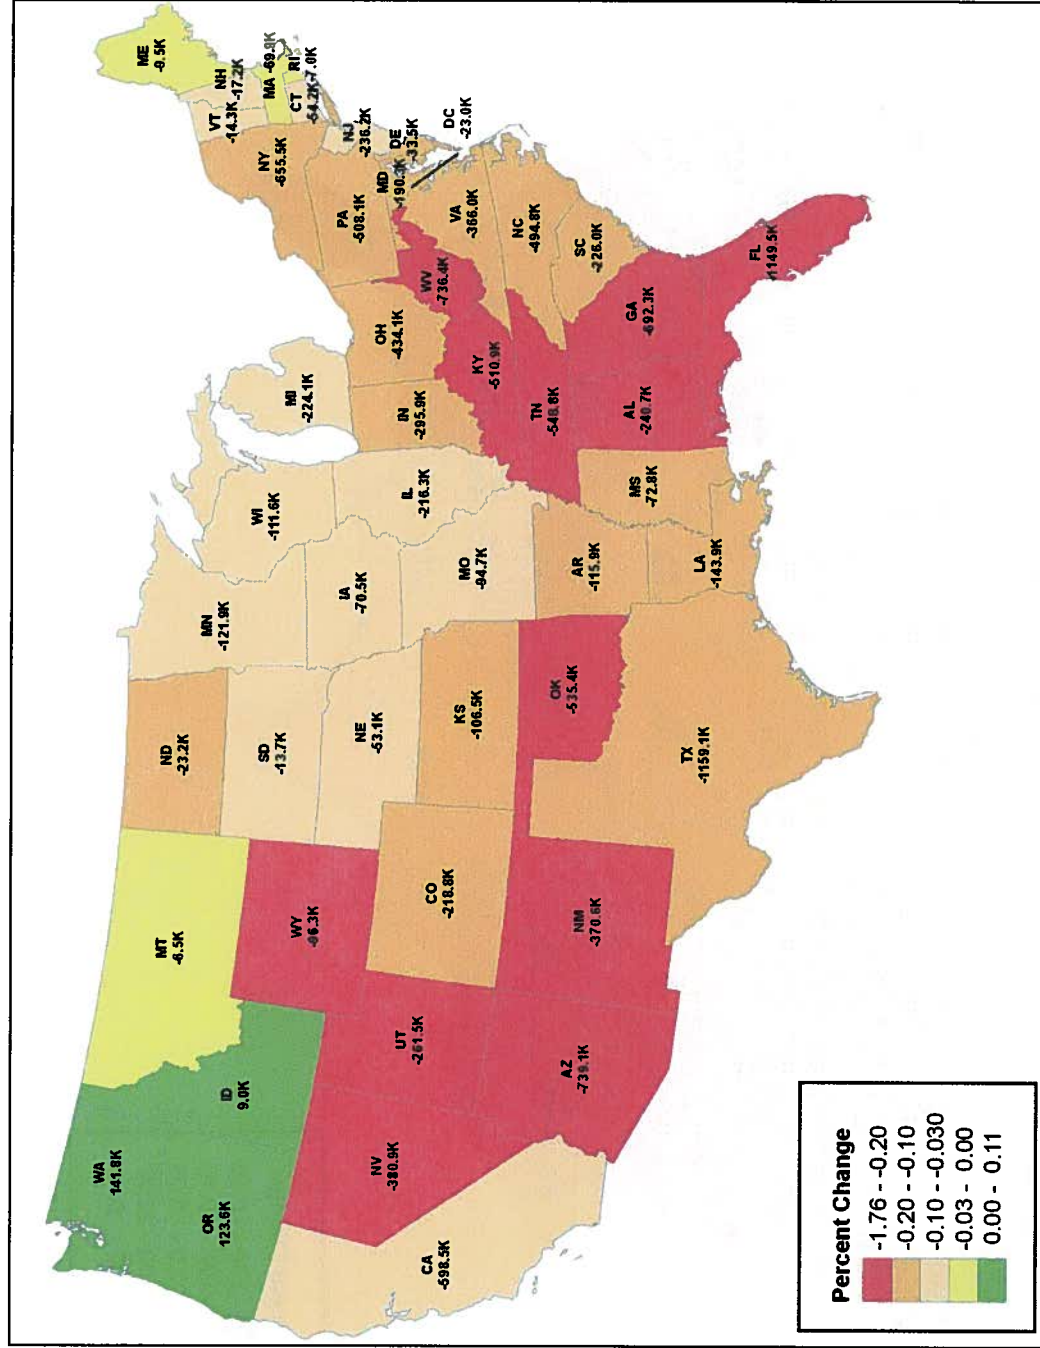 WA
141.8K
OR
123.6K
ID
9.0K
MT
-6.5K
ND
-23.2K
MN
-121.9K
WI
-111.6K
MI
-224.1K
NY
-655.5K
VT
-14.3K
NH
-17.2K
ME
MA
CT
RI
-7.0K
SD
-13.7K
WY
NE
-53.1K
IA
-70.5K
IL
-216.3K
IN
-295.9K
OH
-434.1K
PA
-508.1K
NJ
-236.2K
MD
DE
-33.5K
DC
-23.0K
CA
-598.5K
NV
-380.9K
UT
-261.5K
CO
-218.8K
KS
-106.5K
MO
-94.7K
KY
-510.9K
WV
-736.4K
VA
-366.0K
AZ
-739.1K
NM
-370.6K
OK
-535.4K
AR
-115.9K
TN
-548.8K
NC
-494.8K
SC
-226.0K
TX
-1159.1K
LA
-143.9K
MS
-72.8K
AL
-240.7K
GA
-692.3K
FL
-1149.5K
Percent Change
-1.76 - -0.20
-0.20 - -0.10
-0.10 - -0.030
-0.03 - 0.00
0.00 - 0.11